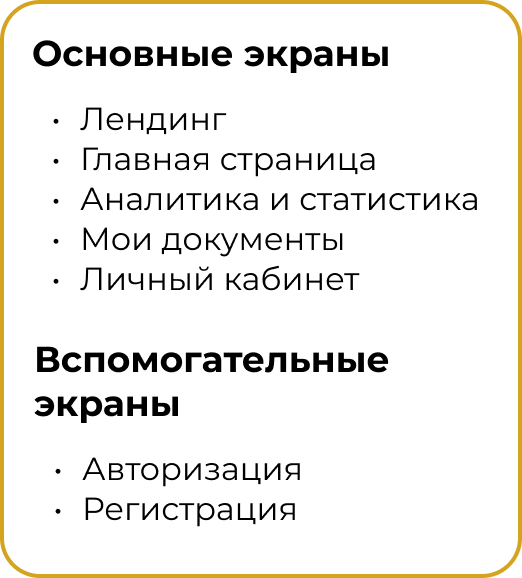 Основные экраны
• Лендинг
• Главная страница
• Аналитика и статистика
• Мои документы
• Личный кабинет
Вспомогательные
экраны
• Авторизация
• Регистрация